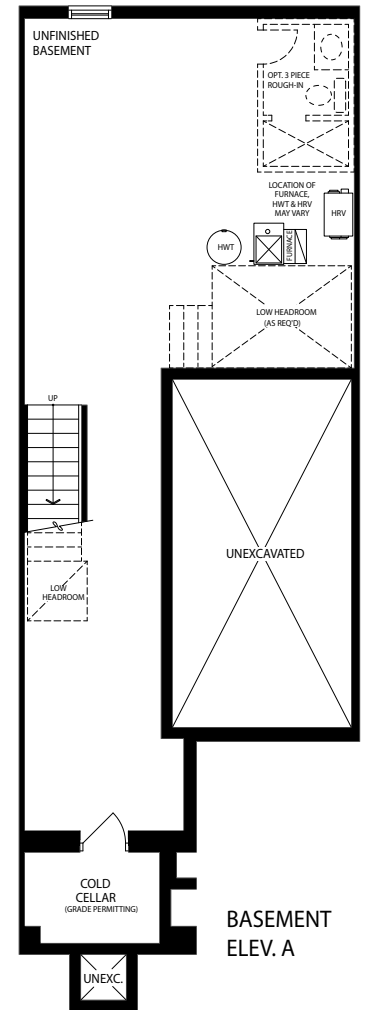 UNFINISHED
BASEMENT
OPT. 3 PIECE
ROUGH-IN
LOCATION OF
FURNACE,
HWT & HRV
MAY VARY
HRV
HWT
FURNACE
LOW HEADROOM
(AS REQ'D)
UP
UNEXCAVATED
LOW
HEADROOM
COLD
CELLAR
(GRADE PERMITTING)
BASEMENT
ELEV. A
UNEXC.